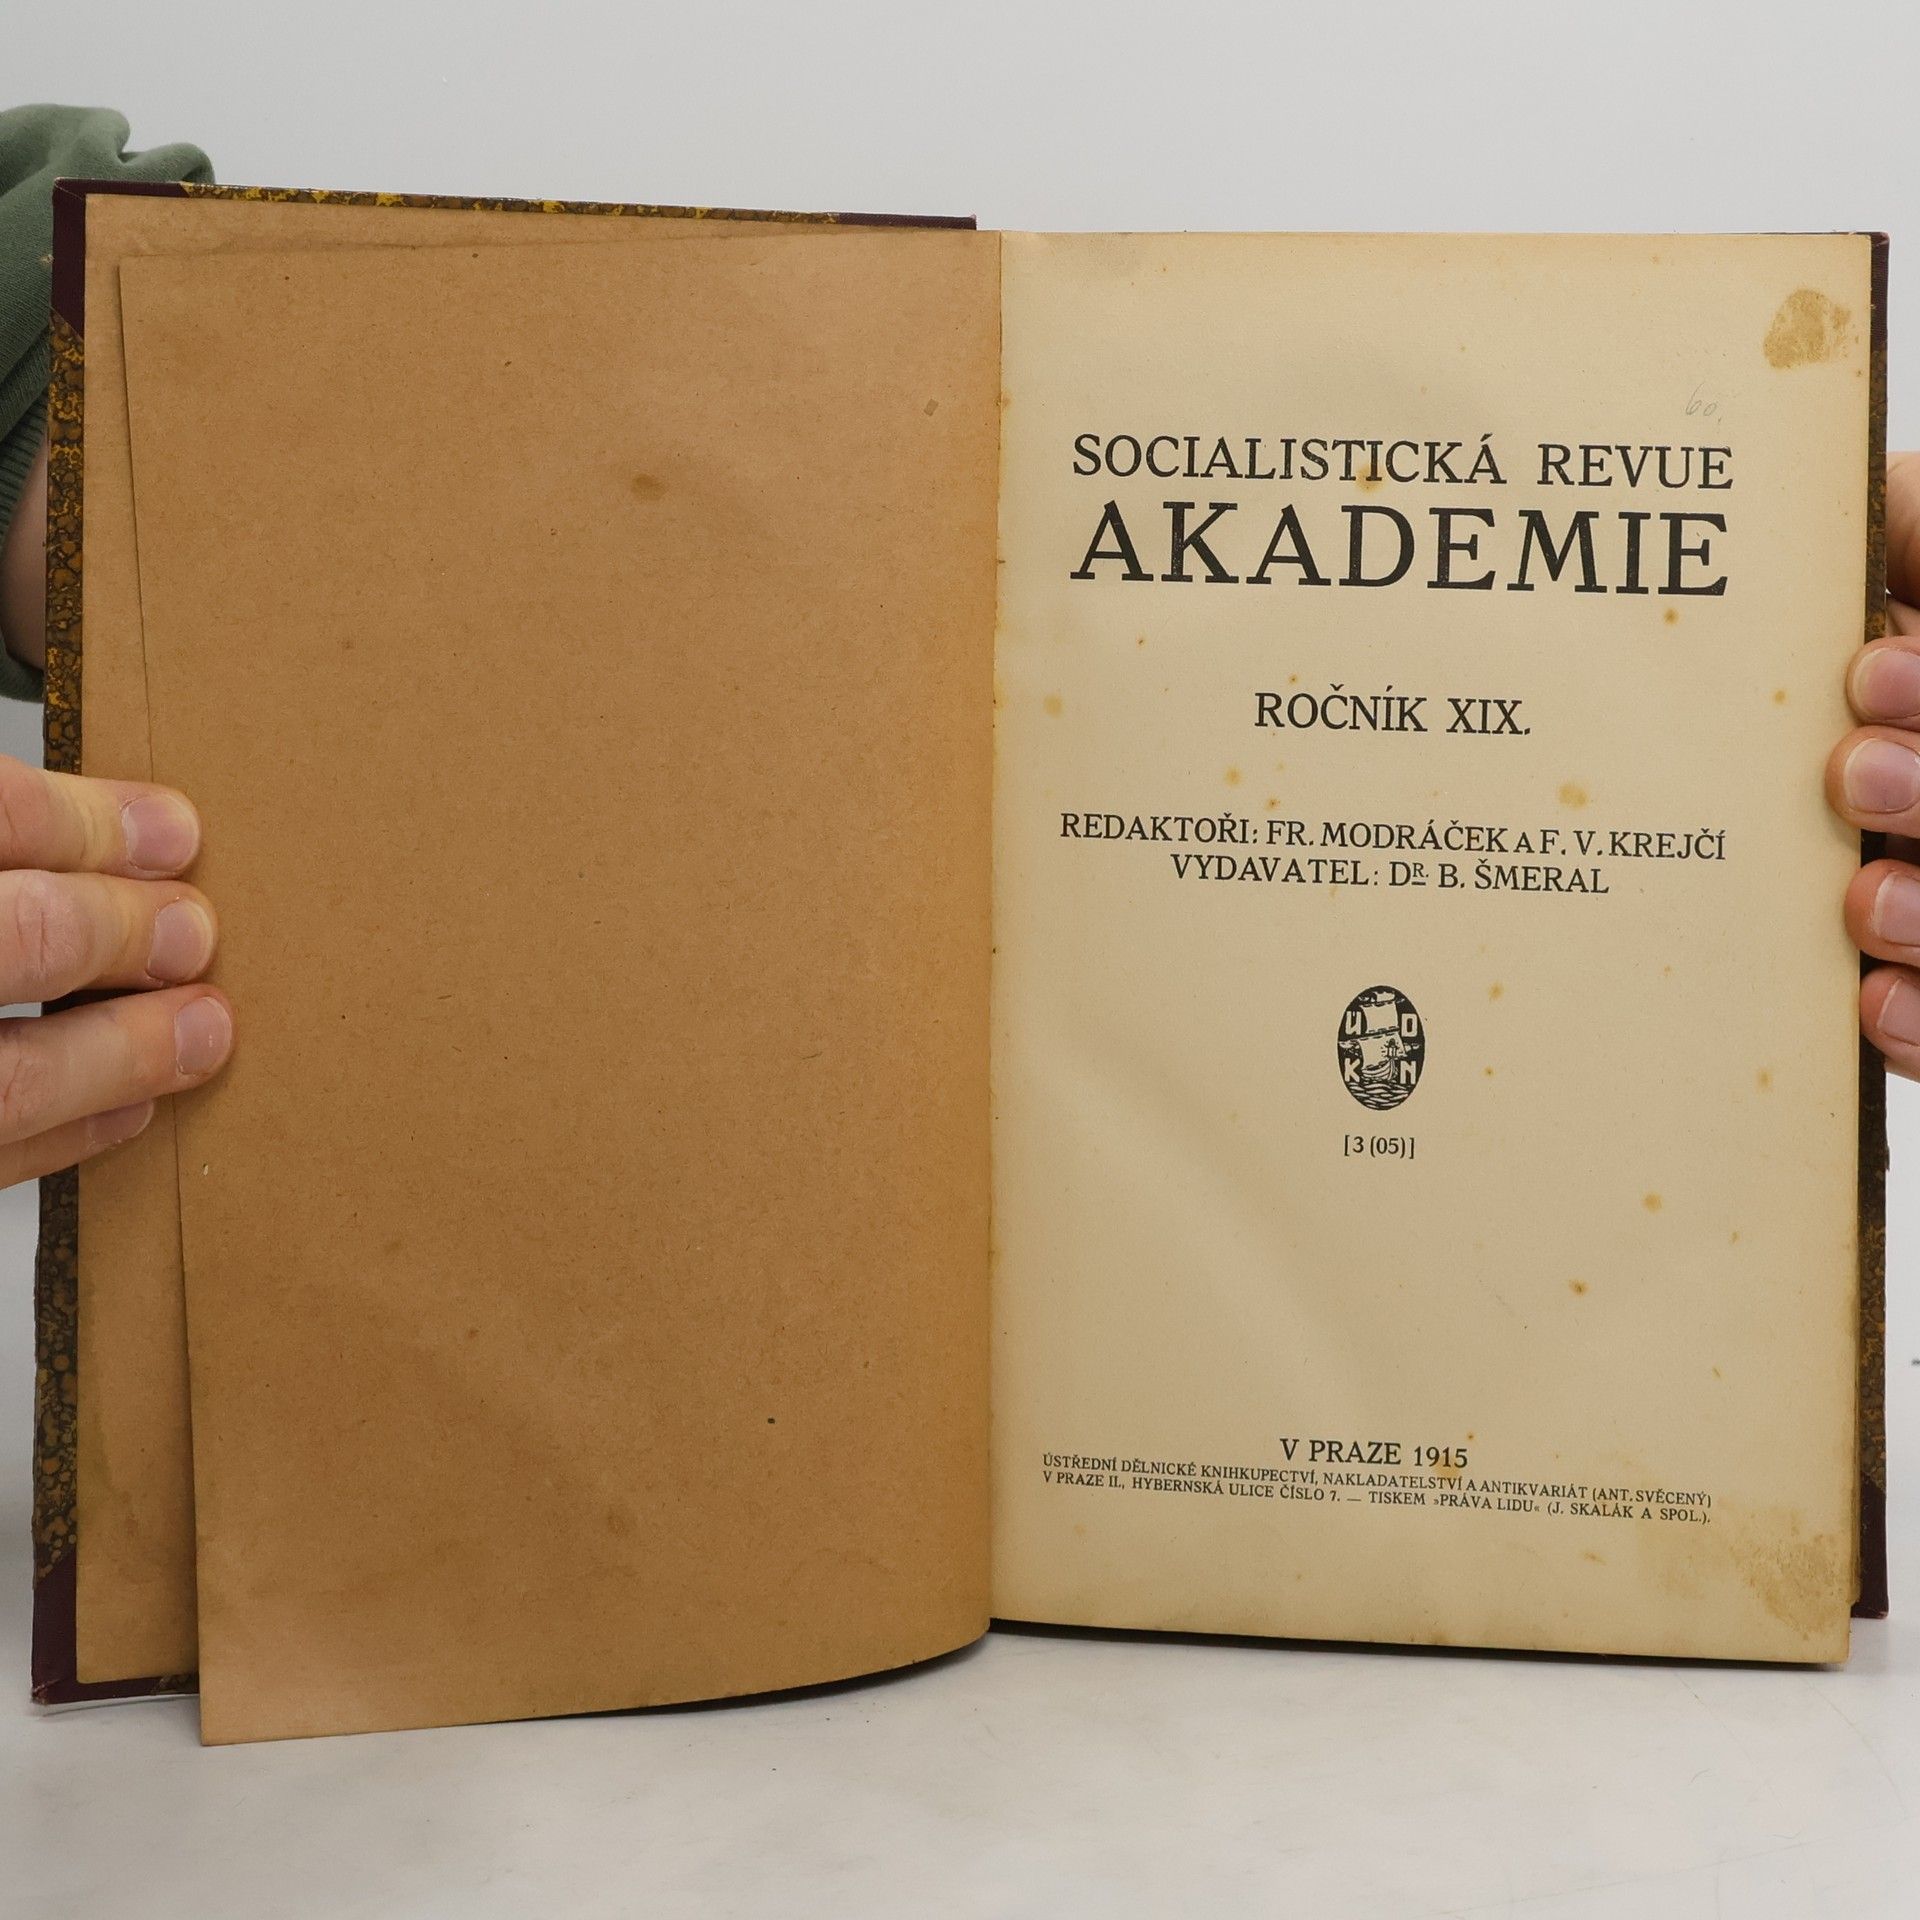 60.
SOCIALISTICKÁ REVUE
AKADEMIE
ROČNÍK XIX.
REDAKTOŘI: FR. MODRÁČEK A F. V. KREJČÍ
VYDAVATEL: DR. B. ŠMERAL
U D
K N
[3 (05)]
V PRAZE 1915
ÚSTŘEDNÍ DĚLNICKÉ KNIHKUPECTVÍ, NAKLADATELSTVÍ A ANTIKVARIÁT (ANT. SVĚCENÝ)
V PRAZE II., HYBERNSKÁ ULICE ČÍSLO 7. — TISKEM »PRÁVA LIDU« (J. SKALÁK A SPOL.).